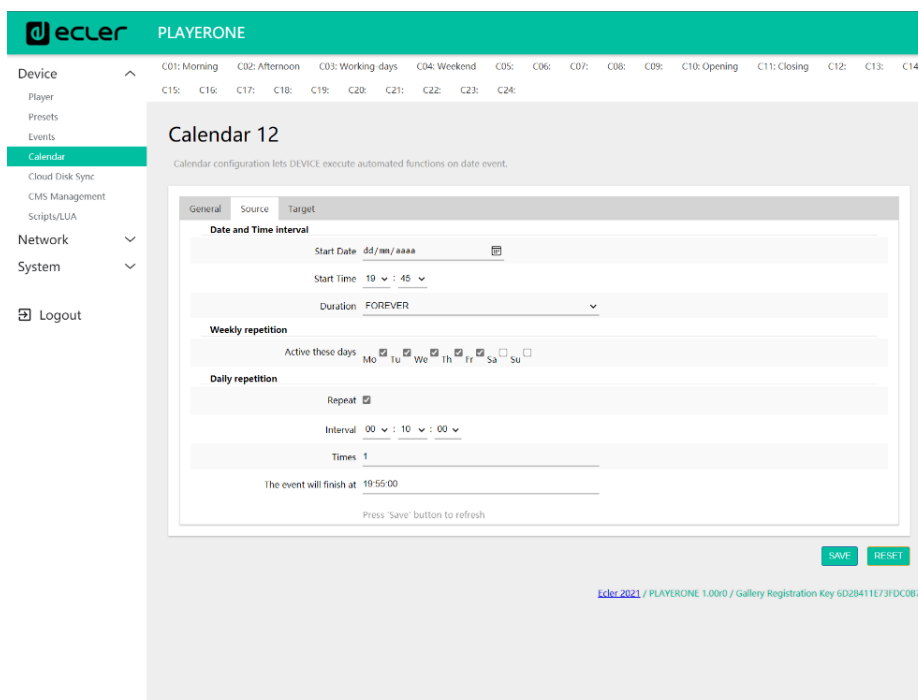 ecler PLAYERONE
Device
Player
Presets
Events
Calendar
Cloud Disk Sync
CMS Management
Scripts/LUA
Network
System
Logout
C01: Morning C02: Afternoon C03: Working-days C04: Weekend C05: C06: C07: C08: C09: C10: Opening C11: Closing C12: C13: C14
C15: C16: C17: C18: C19: C20: C21: C22: C23: C24:
Calendar 12
Calendar configuration lets DEVICE execute automated functions on date event.
General Source Target
Date and Time interval
Start Date dd/mm/aaaa
Start Time 19 : 45
Duration FOREVER
Weekly repetition
Active these days Mo Tu We Th Fr Sa Su
Daily repetition
Repeat
Interval 00 : 10 : 00
Times 1
The event will finish at 19:55:00
Press 'Save' button to refresh
SAVE RESET
Ecler 2021 / PLAYERONE 1.00r0 / Gallery Registration Key 6D28411E73FDC0B7